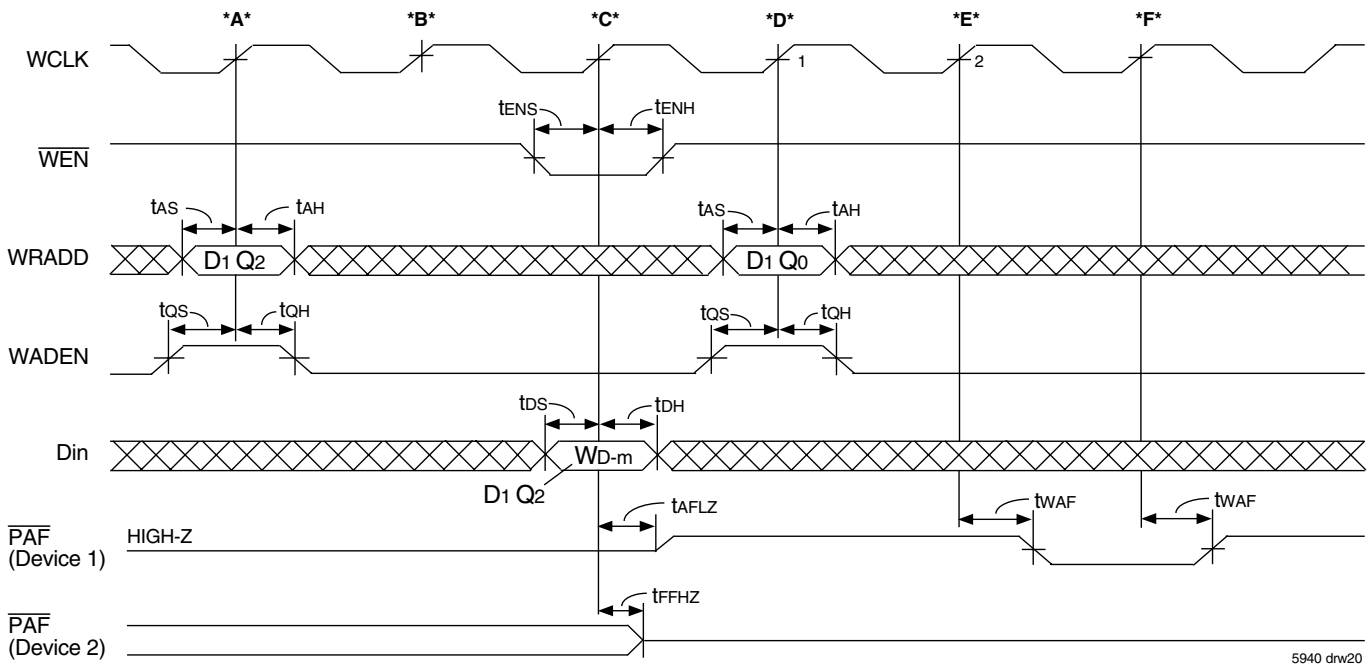 *A* *B* *C* *D* *E* *F*
WCLK 1 2
tENS tENH
WEN
tAS tAH tAS tAH
WRADD D1 Q2 D1 Q0
tQS tQH tQS tQH
WADEN
tDS tDH
Din WD-m
D1 Q2
tAFLZ tWAF tWAF
PAF HIGH-Z
(Device 1)
tFFHZ
PAF
(Device 2)
5940 drw20